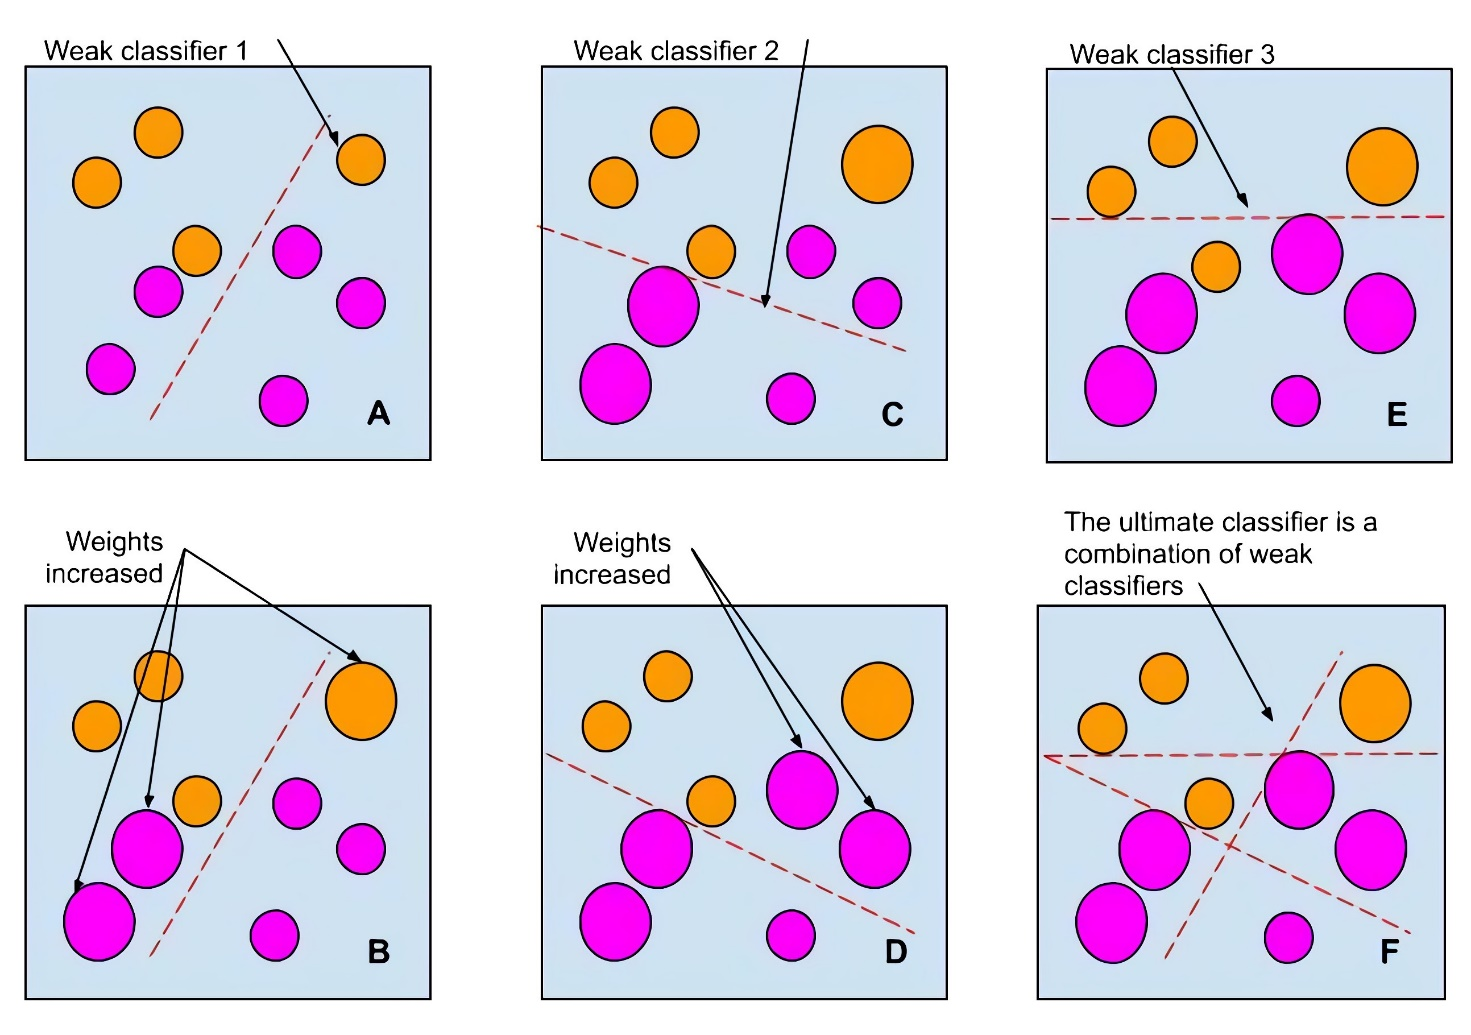 Weak classifier 1
A
Weak classifier 2
C
Weak classifier 3
E
Weights
increased
B
Weights
increased
D
The ultimate classifier is a
combination of weak
classifiers
F